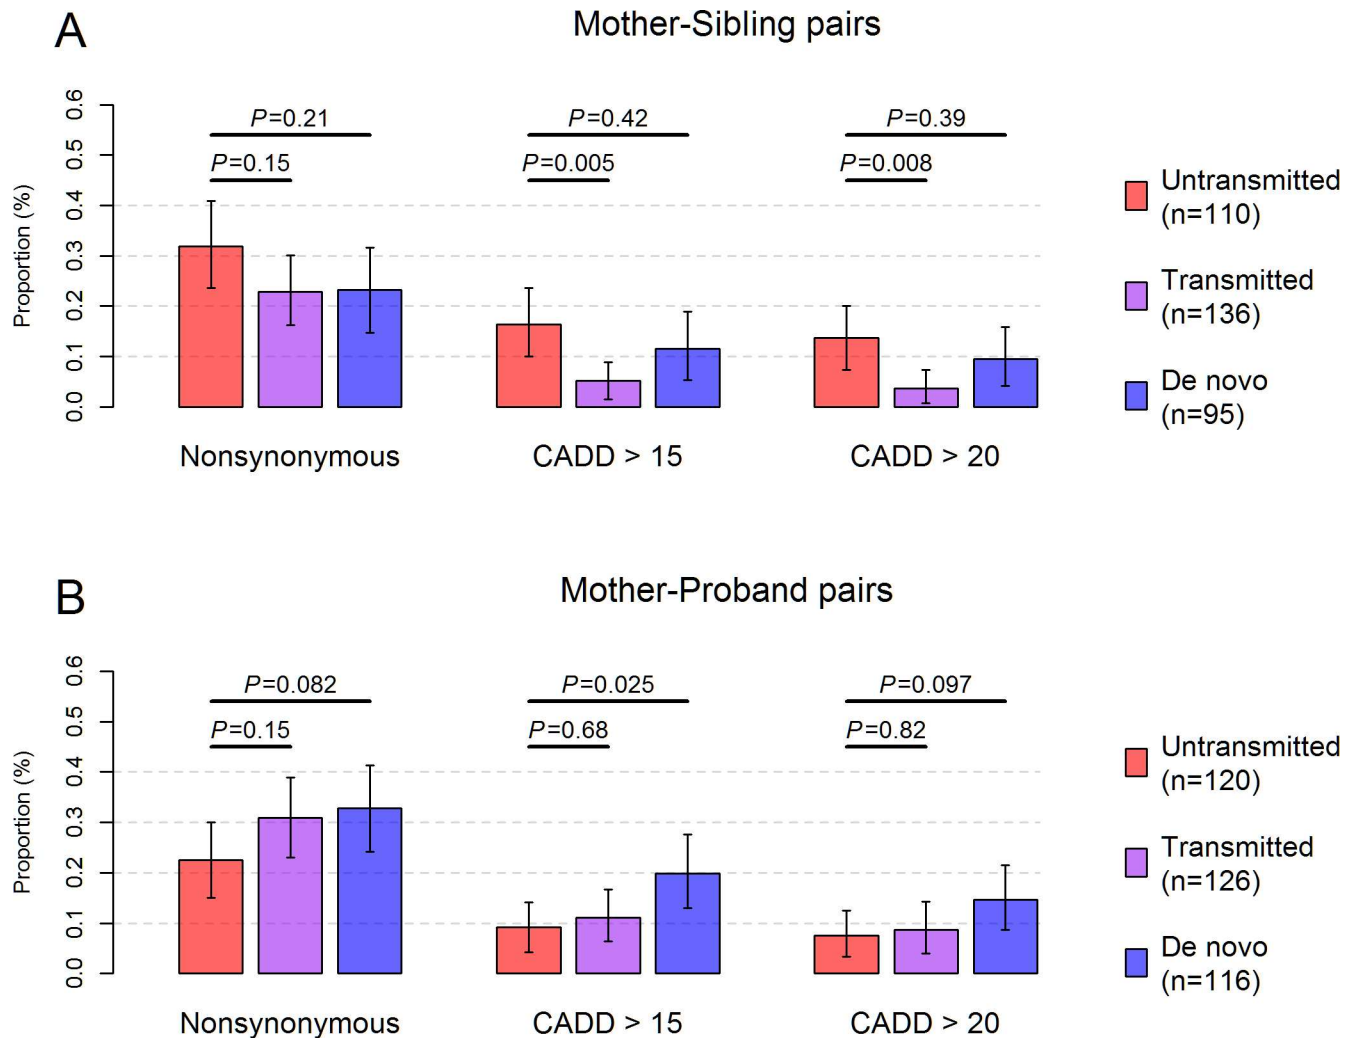 A
Mother-Sibling pairs
Proportion (%)
0.0 0.1 0.2 0.3 0.4 0.5 0.6
P=0.21
P=0.15
P=0.42
P=0.005
P=0.39
P=0.008
Nonsynonymous
CADD > 15
CADD > 20
Untransmitted
(n=110)
Transmitted
(n=136)
De novo
(n=95)
B
Mother-Proband pairs
Proportion (%)
0.0 0.1 0.2 0.3 0.4 0.5 0.6
P=0.082
P=0.15
P=0.025
P=0.68
P=0.097
P=0.82
Nonsynonymous
CADD > 15
CADD > 20
Untransmitted
(n=120)
Transmitted
(n=126)
De novo
(n=116)